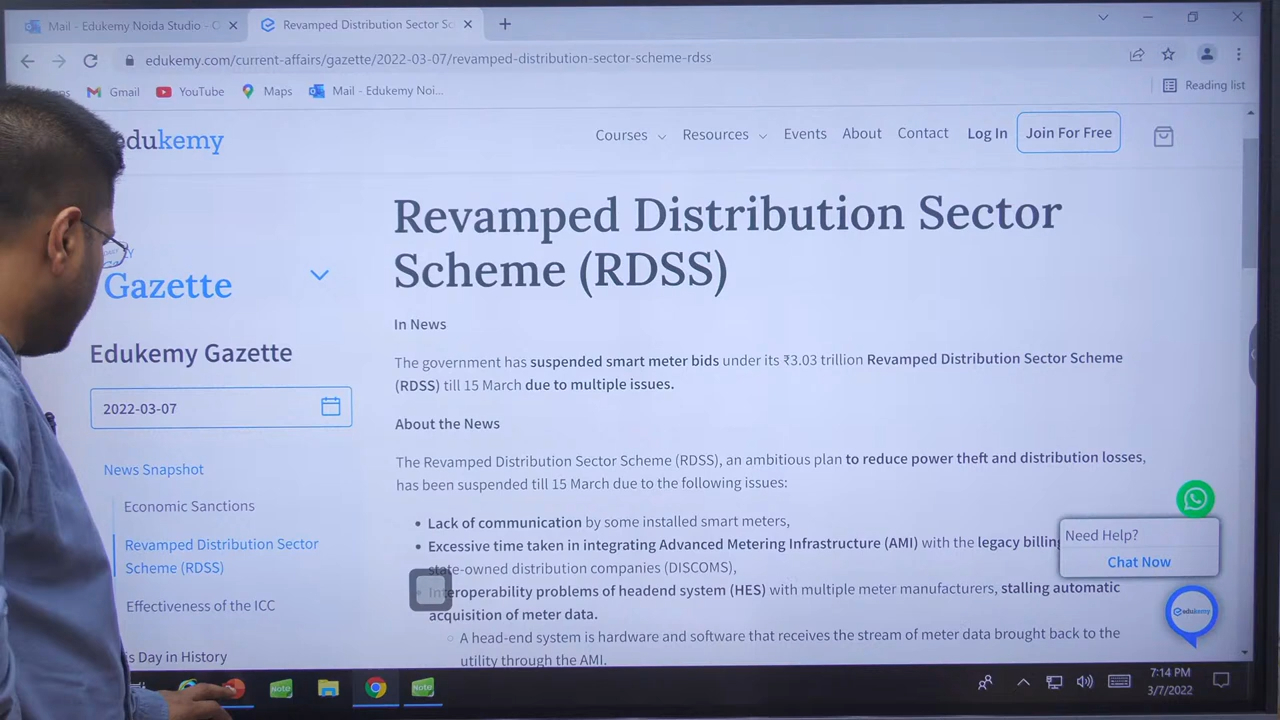 Mail - Edukemy Noida Studio - O
Revamped Distribution Sector Sc
edukemy.com/current-affairs/gazette/2022-03-07/revamped-distribution-sector-scheme-rdss
Gmail
YouTube
Maps
Mail - Edukemy Noi...
Reading list
edukemy
Courses
Resources
Events
About
Contact
Log In
Join For Free
Gazette
Edukemy Gazette
2022-03-07
News Snapshot
Economic Sanctions
Revamped Distribution Sector
Scheme (RDSS)
Effectiveness of the ICC
is Day in History
Revamped Distribution Sector
Scheme (RDSS)
In News
The government has suspended smart meter bids under its ₹3.03 trillion Revamped Distribution Sector Scheme
(RDSS) till 15 March due to multiple issues.
About the News
The Revamped Distribution Sector Scheme (RDSS), an ambitious plan to reduce power theft and distribution losses,
has been suspended till 15 March due to the following issues:
• Lack of communication by some installed smart meters,
• Excessive time taken in integrating Advanced Metering Infrastructure (AMI) with the legacy billing
state-owned distribution companies (DISCOMS),
• Interoperability problems of headend system (HES) with multiple meter manufacturers, stalling automatic
acquisition of meter data.
○ A head-end system is hardware and software that receives the stream of meter data brought back to the
utility through the AMI.
Need Help?
Chat Now
edukemy
Note
Note
7:14 PM
3/7/2022